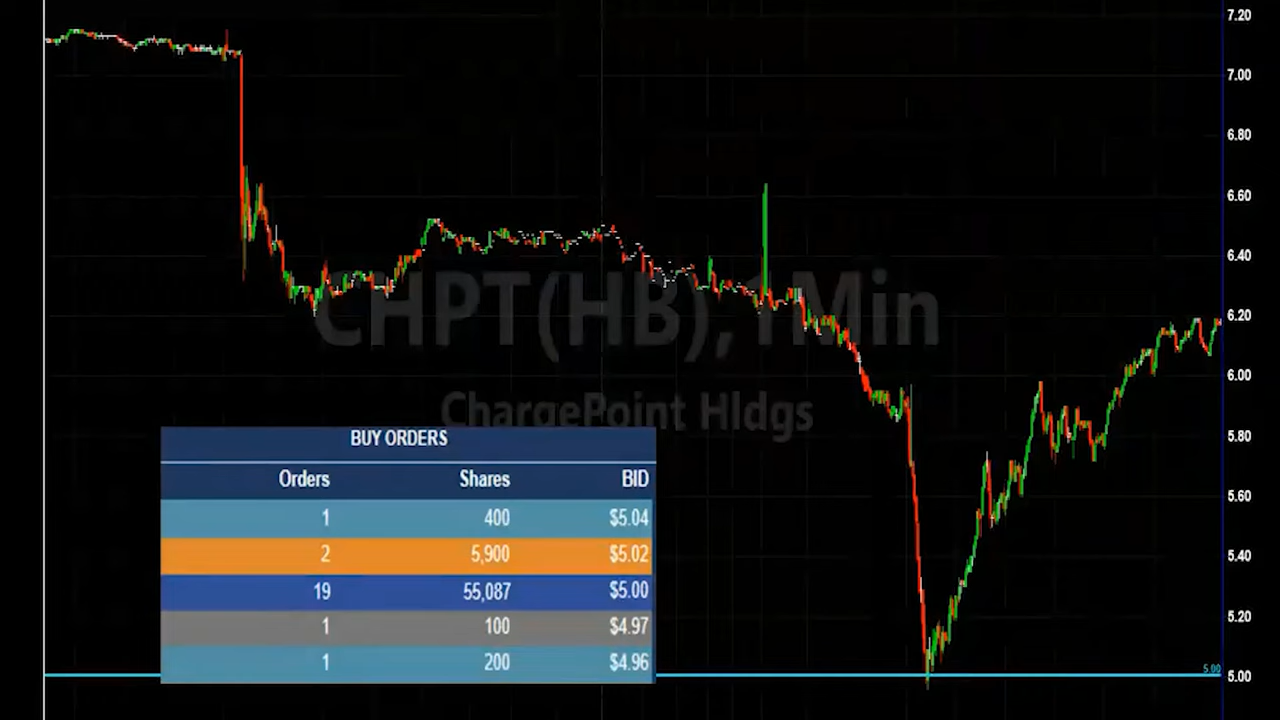 7.20
7.00
6.80
6.60
6.40
6.20
6.00
5.80
5.60
5.40
5.20
5.00
5.00
CHPT(HB),1Min
ChargePoint Hldgs
BUY ORDERS
Orders Shares BID
1 400 $5.04
2 5,900 $5.02
19 55,087 $5.00
1 100 $4.97
1 200 $4.96